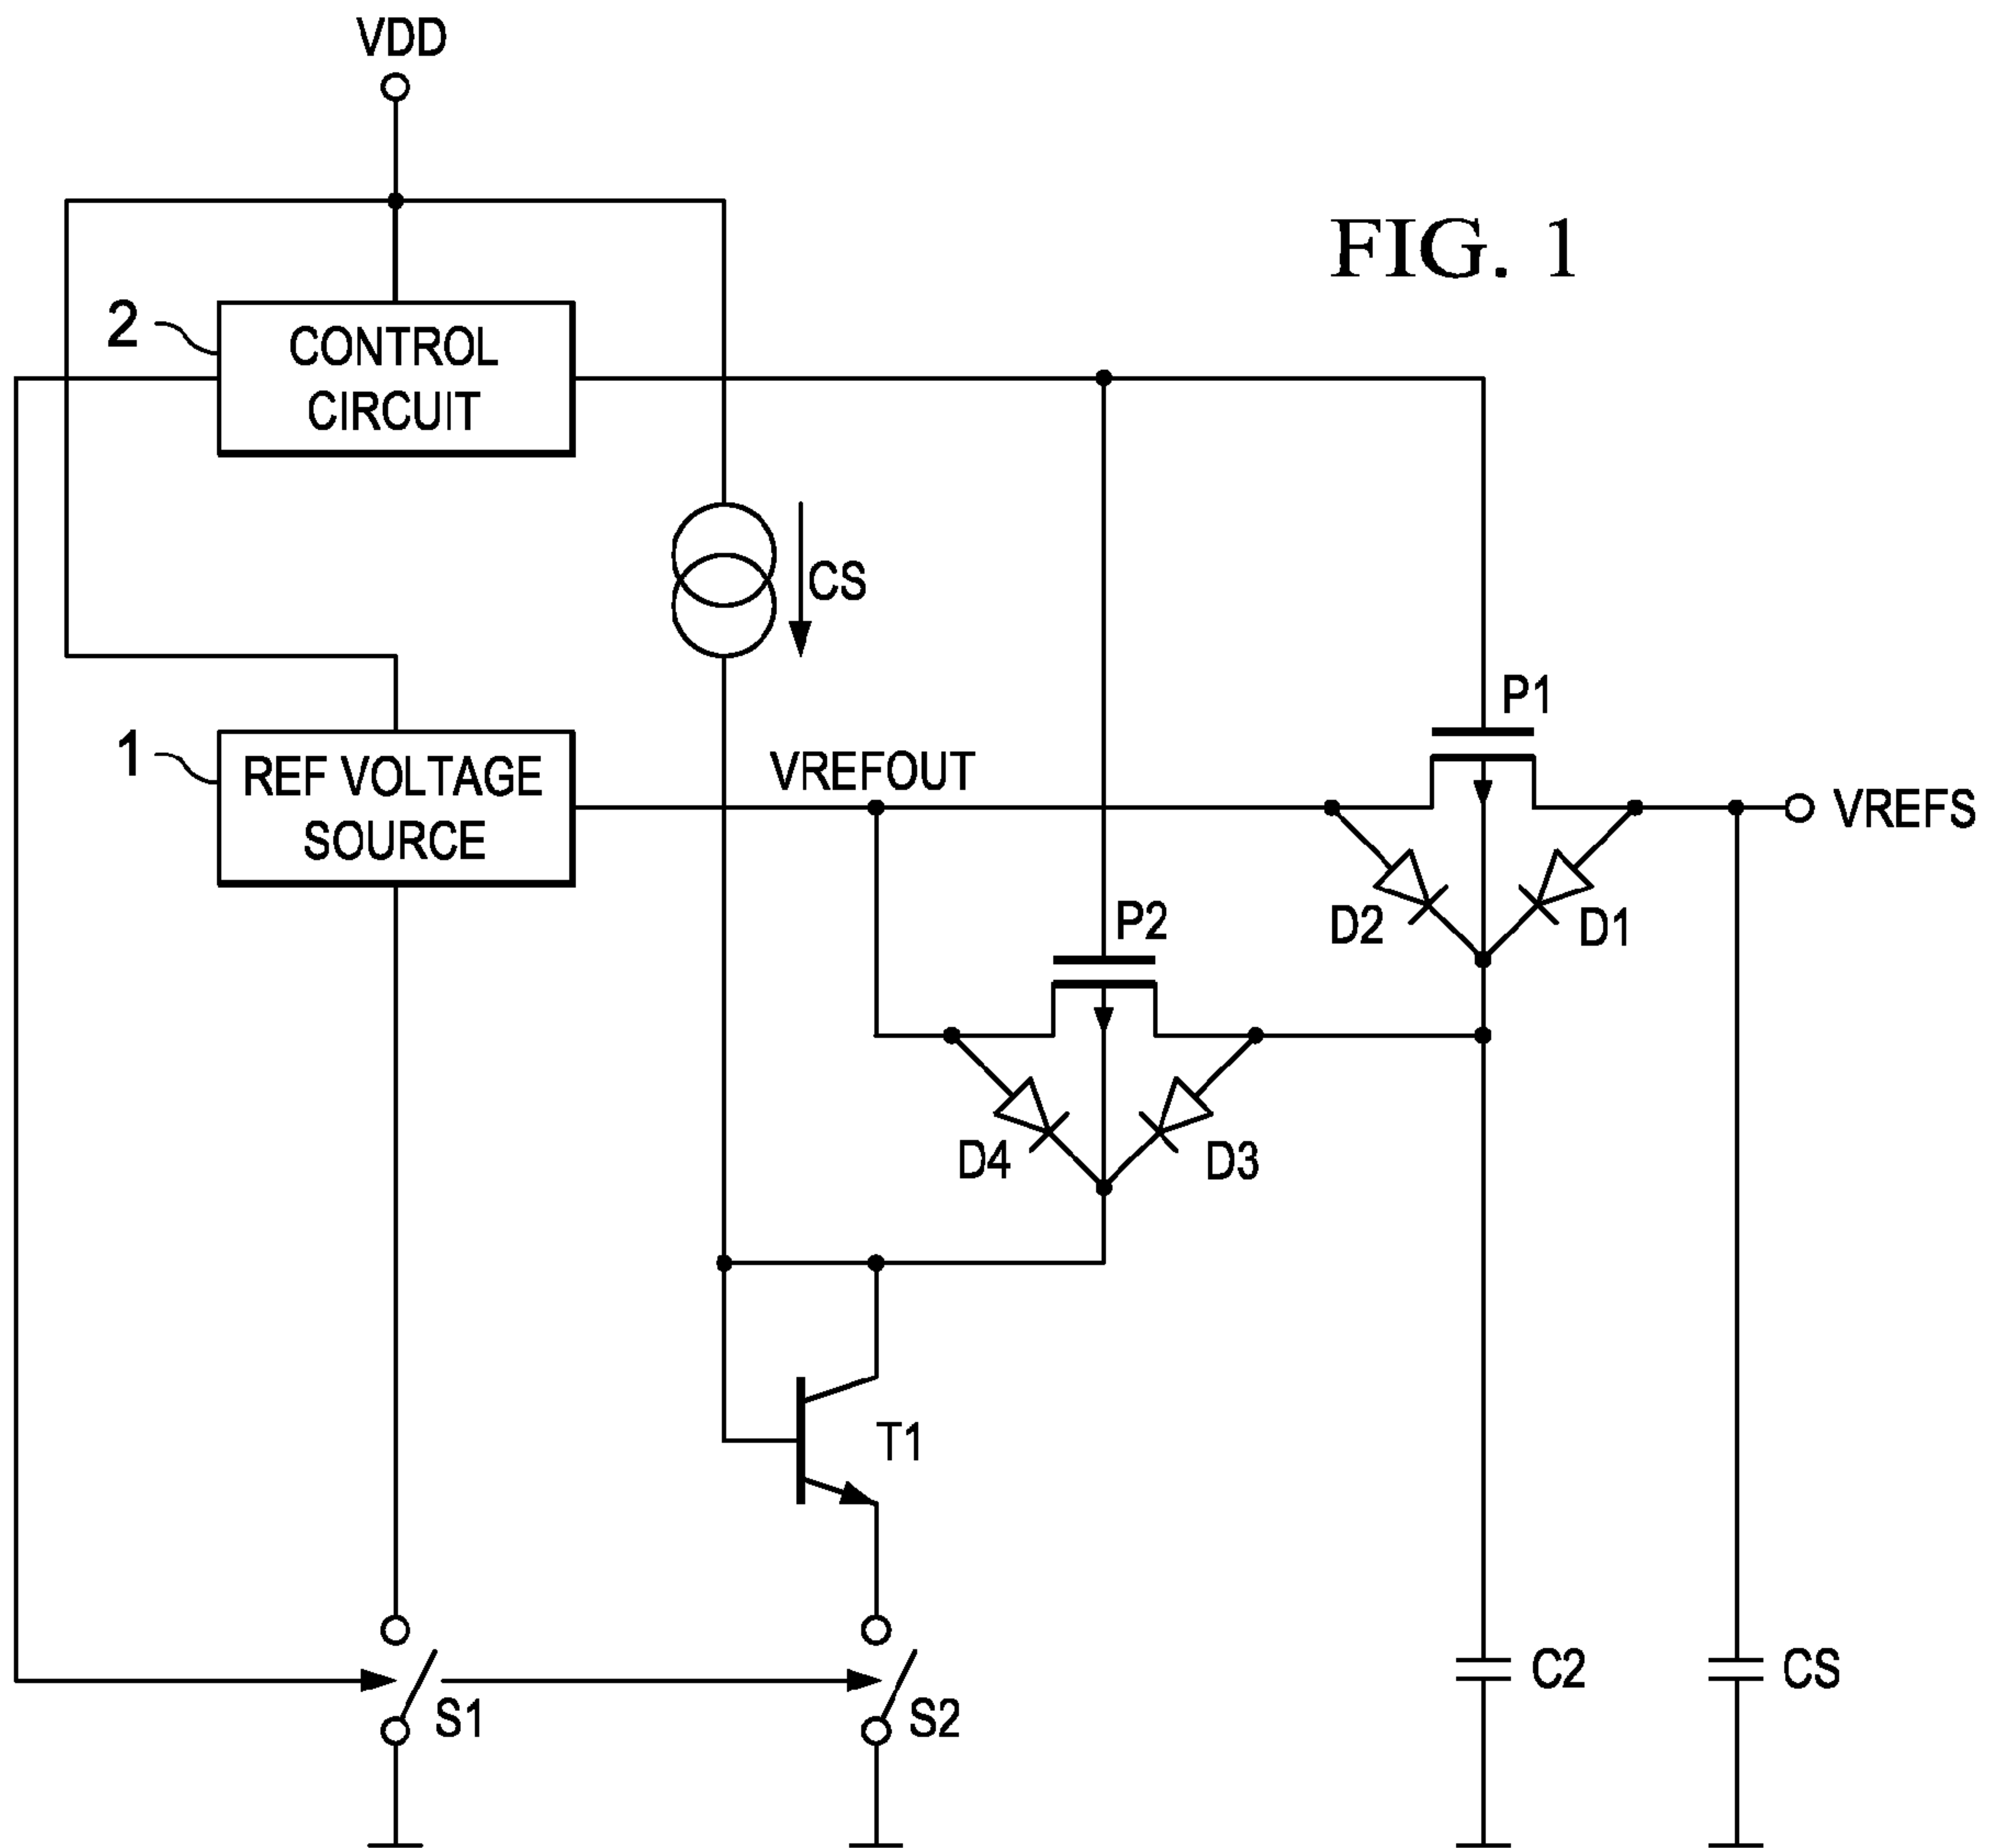 VDD
FIG. 1
2
CONTROL
CIRCUIT
CS
P1
1
REF VOLTAGE
SOURCE
VREFOUT
VREFS
P2
D2
D1
D4
D3
T1
S1
S2
C2
CS